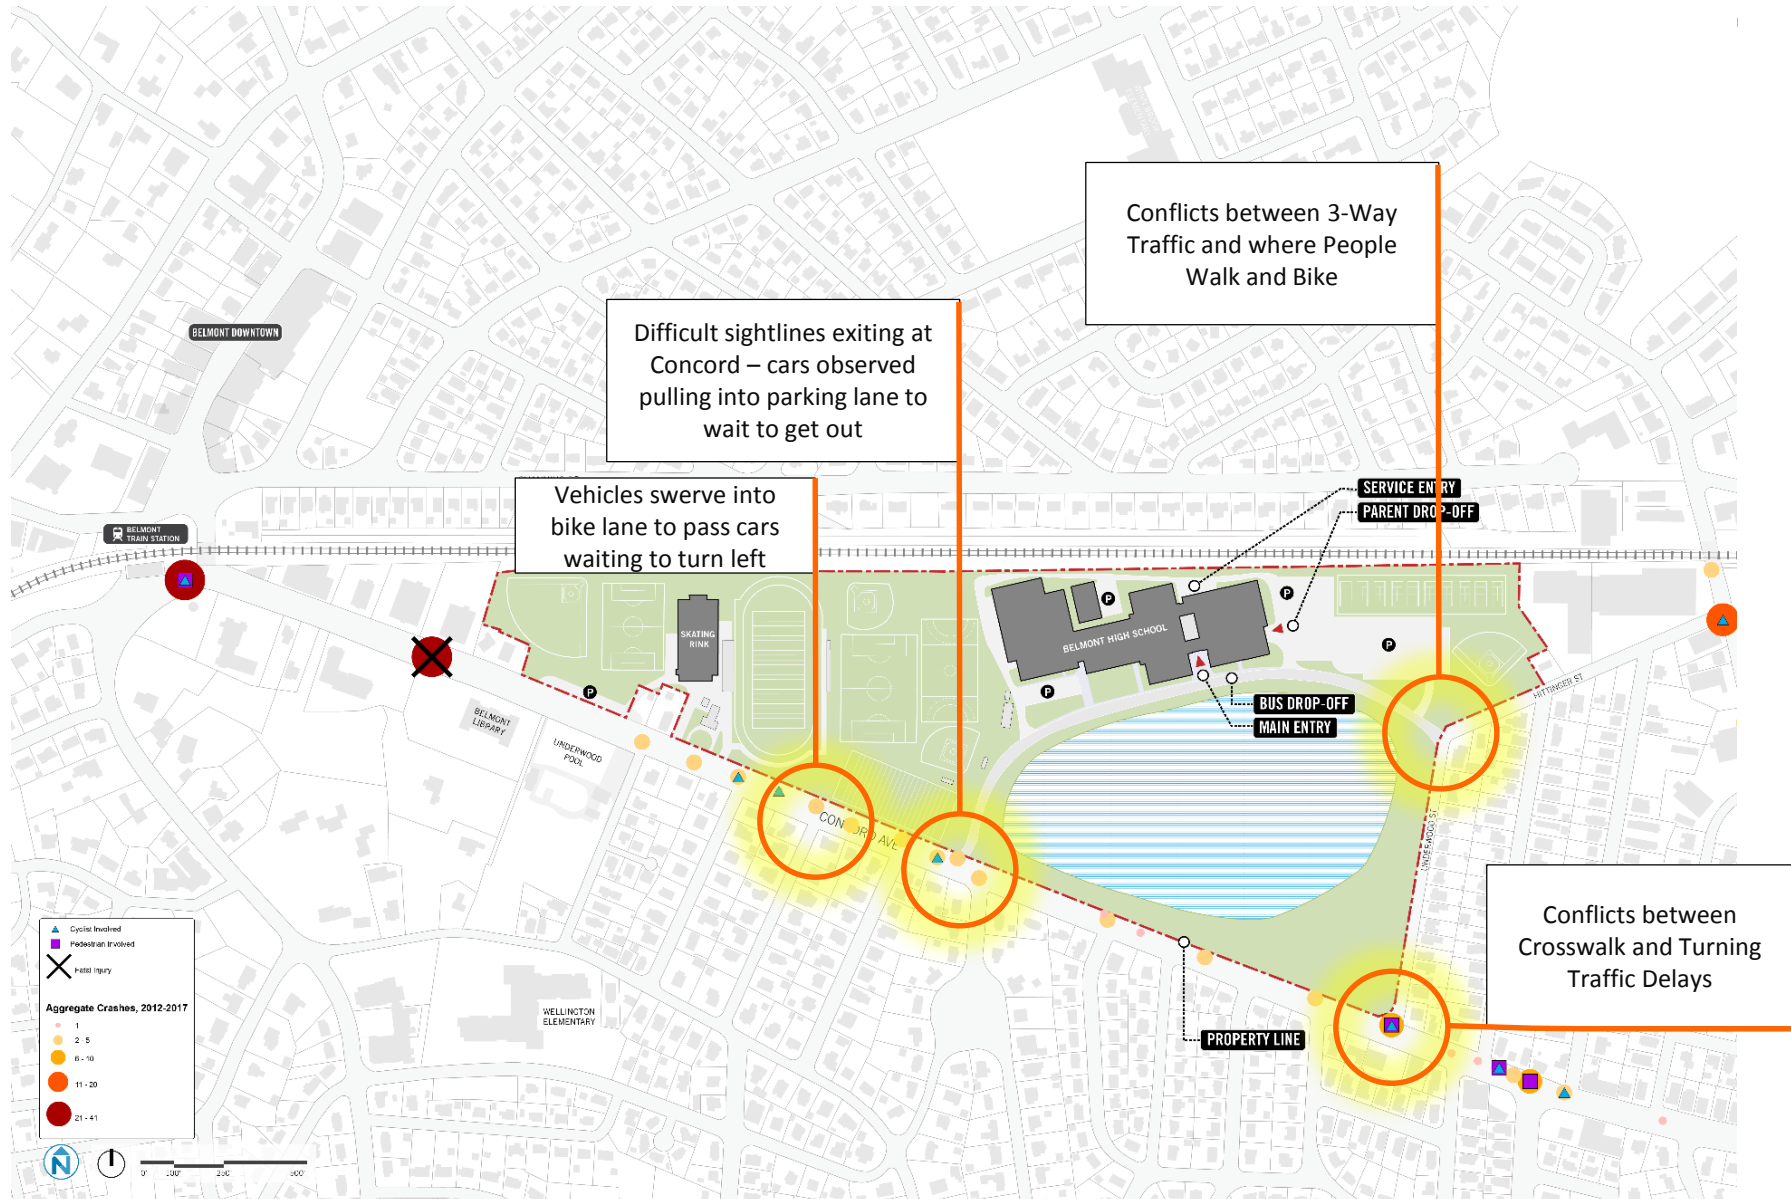 Conflicts between 3-Way
Traffic and where People
Walk and Bike
Difficult sightlines exiting at
Concord – cars observed
pulling into parking lane to
wait to get out
BELMONT DOWNTOWN
Vehicles swerve into
bike lane to pass cars
waiting to turn left
SERVICE ENTRY
PARENT DROP-OFF
BELMONT
TRAIN STATION
P
P
SKATING
RINK
BELMONT HIGH SCHOOL
P
P
P
HITTINGER ST
BUS DROP-OFF
MAIN ENTRY
BELMONT
LIBRARY
UNDERWOOD
POOL
CONCORD AVE
UNDERWOOD ST
Conflicts between
Crosswalk and Turning
Traffic Delays
WELLINGTON
ELEMENTARY
PROPERTY LINE
Cyclist Involved
Pedestrian Involved
Fatal Injury
Aggregate Crashes, 2012-2017
1
2 - 5
6 - 10
11 - 20
21 - 41
N
0'